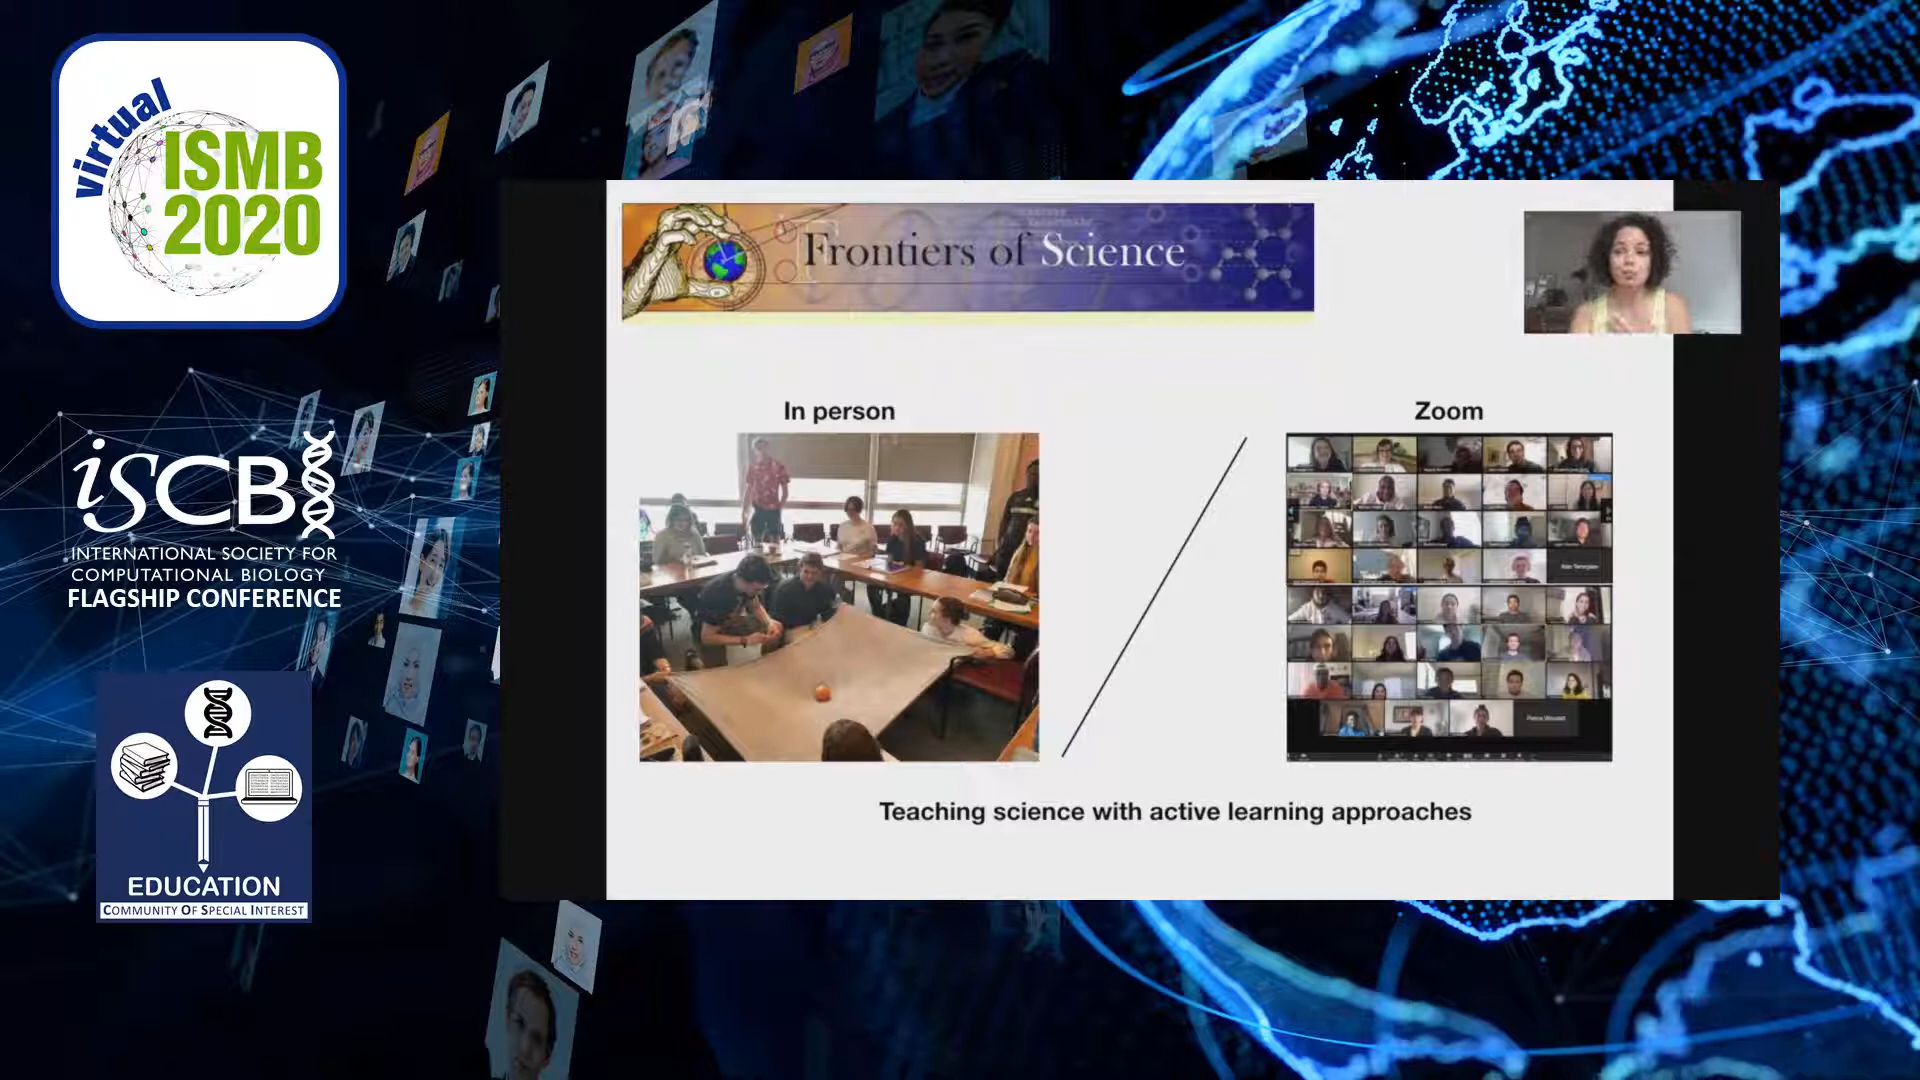 virtual
ISMB
2020
iSCB
INTERNATIONAL SOCIETY FOR
COMPUTATIONAL BIOLOGY
FLAGSHIP CONFERENCE
EDUCATION
COMMUNITY OF SPECIAL INTEREST
Frontiers of Science
In person
Zoom
Teaching science with active learning approaches